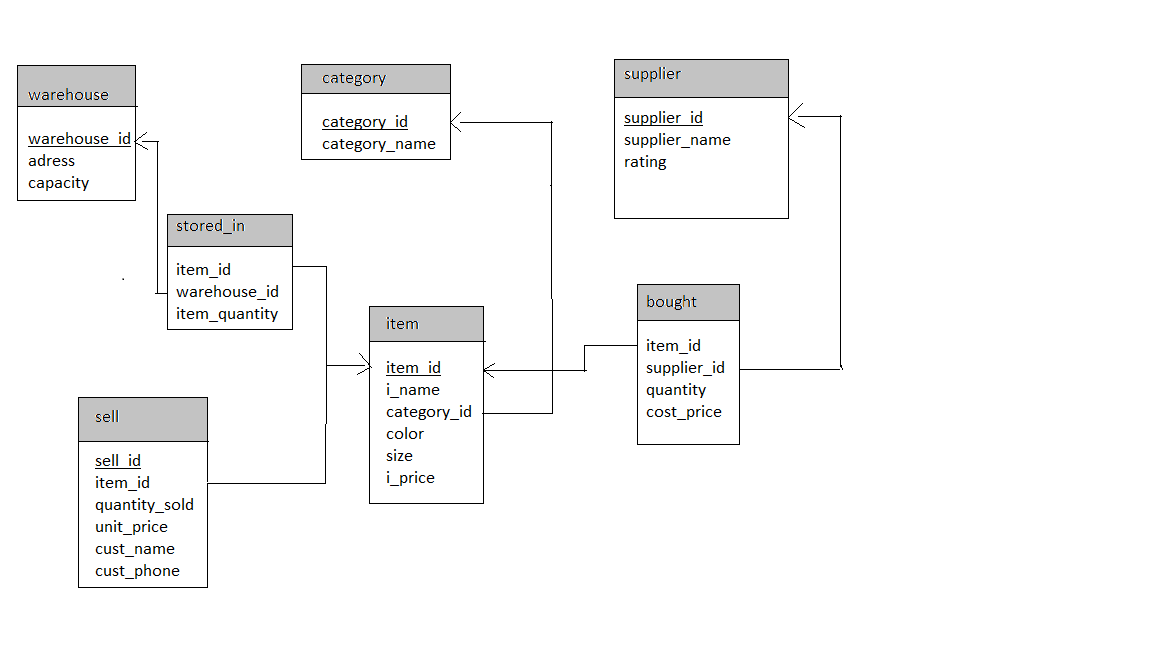 warehouse
warehouse_id
adress
capacity
category
category_id
category_name
supplier
supplier_id
supplier_name
rating
stored_in
item_id
warehouse_id
item_quantity
item
item_id
i_name
category_id
color
size
i_price
bought
item_id
supplier_id
quantity
cost_price
sell
sell_id
item_id
quantity_sold
unit_price
cust_name
cust_phone